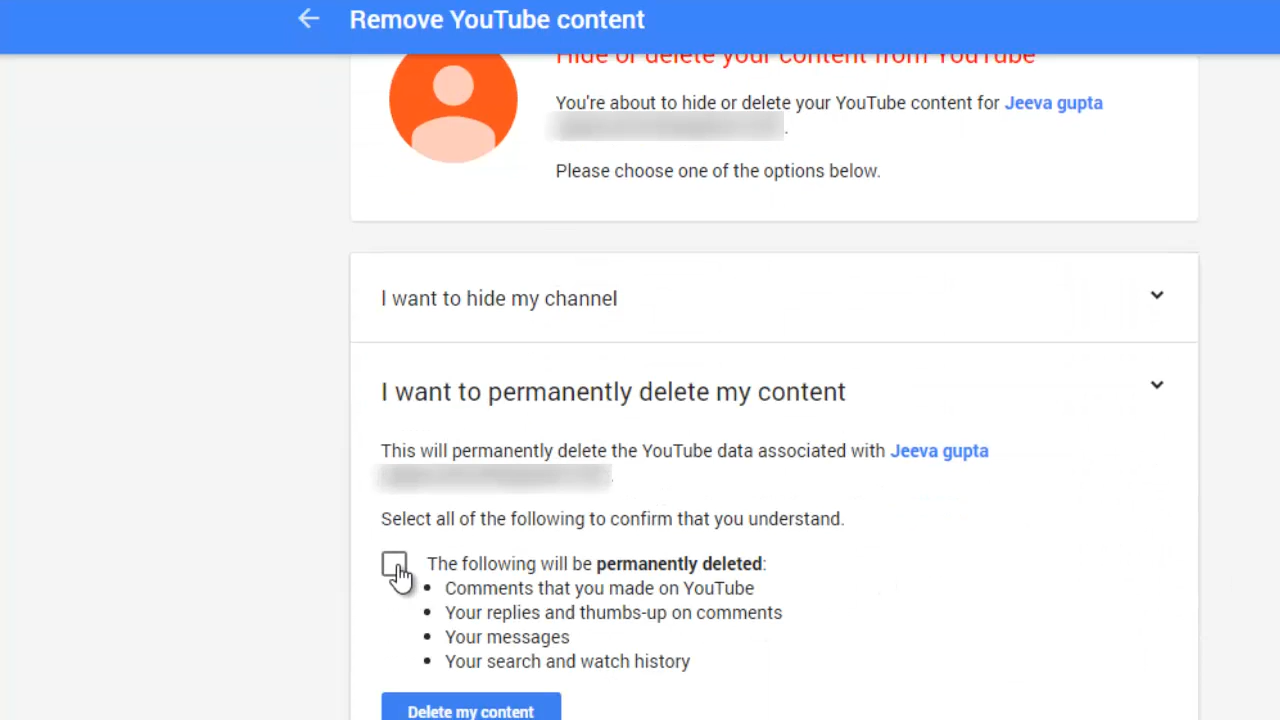 Remove YouTube content
Hide or delete your content from YouTube
You're about to hide or delete your YouTube content for Jeeva gupta
.
Please choose one of the options below.
I want to hide my channel
I want to permanently delete my content
This will permanently delete the YouTube data associated with Jeeva gupta
.
Select all of the following to confirm that you understand.
The following will be permanently deleted:
• Comments that you made on YouTube
• Your replies and thumbs-up on comments
• Your messages
• Your search and watch history
Delete my content